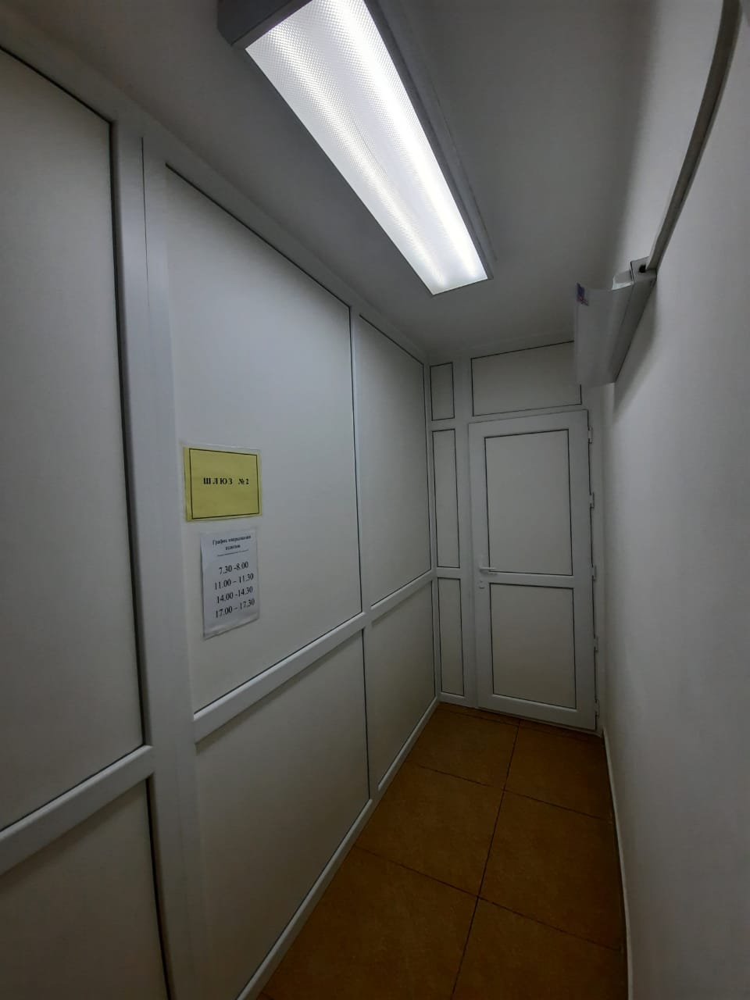 ШЛЮЗ №2
График кварцевания
шлюзов
7.30 -8.00
11.00 – 11.30
14.00 -14.30
17.00 – 17.30